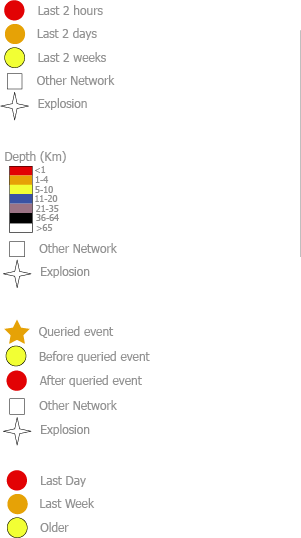 Last 2 hours
Last 2 days
Last 2 weeks
Other Network
Explosion
Depth (Km)
<1
1-4
5-10
11-20
21-35
36-64
>65
Other Network
Explosion
Queried event
Before queried event
After queried event
Other Network
Explosion
Last Day
Last Week
Older